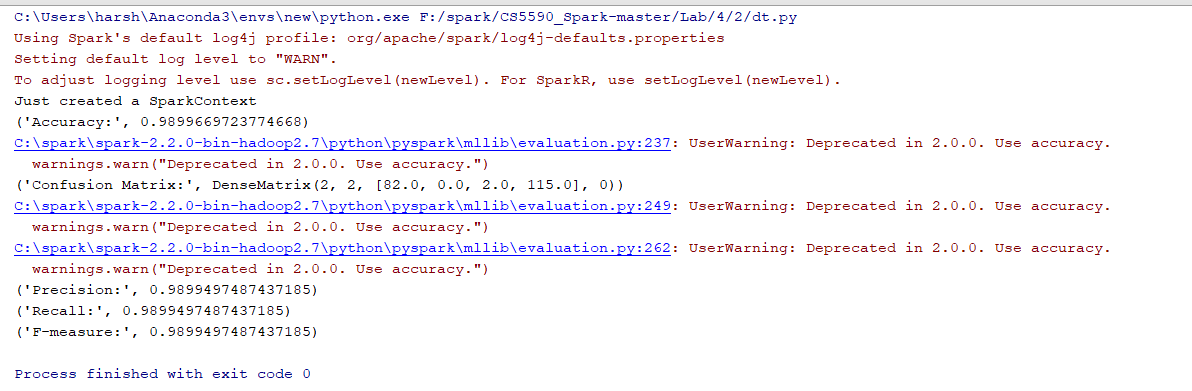 C:\Users\harsh\Anaconda3\envs\new\python.exe F:/spark/CS5590_Spark-master/Lab/4/2/dt.py
Using Spark's default log4j profile: org/apache/spark/log4j-defaults.properties
Setting default log level to "WARN".
To adjust logging level use sc.setLogLevel(newLevel). For SparkR, use setLogLevel(newLevel).
Just created a SparkContext
('Accuracy:', 0.9899669723774668)
C:\spark\spark-2.2.0-bin-hadoop2.7\python\pyspark\mllib\evaluation.py:237: UserWarning: Deprecated in 2.0.0. Use accuracy.
  warnings.warn("Deprecated in 2.0.0. Use accuracy.")
('Confusion Matrix:', DenseMatrix(2, 2, [82.0, 0.0, 2.0, 115.0], 0))
C:\spark\spark-2.2.0-bin-hadoop2.7\python\pyspark\mllib\evaluation.py:249: UserWarning: Deprecated in 2.0.0. Use accuracy.
  warnings.warn("Deprecated in 2.0.0. Use accuracy.")
C:\spark\spark-2.2.0-bin-hadoop2.7\python\pyspark\mllib\evaluation.py:262: UserWarning: Deprecated in 2.0.0. Use accuracy.
  warnings.warn("Deprecated in 2.0.0. Use accuracy.")
('Precision:', 0.9899497487437185)
('Recall:', 0.9899497487437185)
('F-measure:', 0.9899497487437185)
Process finished with exit code 0